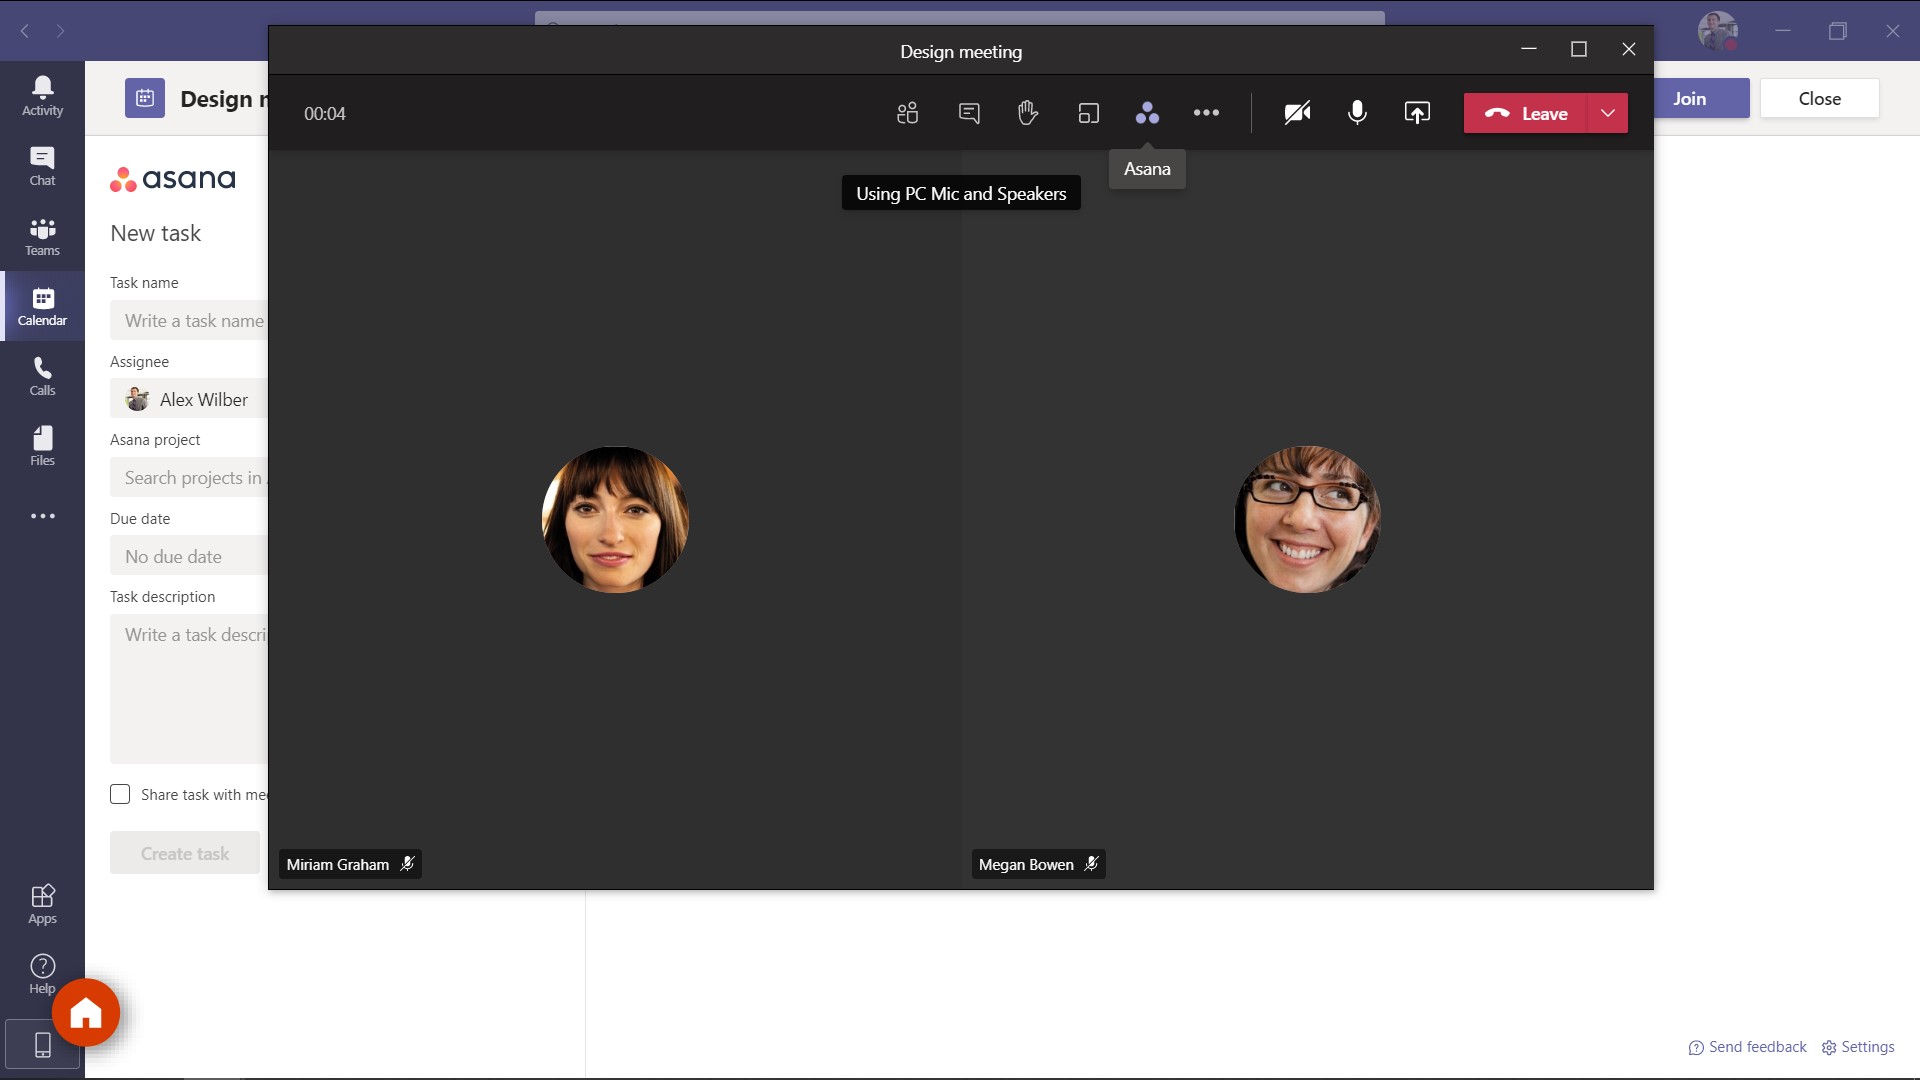 Design meeting
00:04
Leave
Asana
Using PC Mic and Speakers
Miriam Graham
Megan Bowen
Activity
Chat
Teams
Calendar
Calls
Files
Apps
Help
Design
Join
Close
asana
New task
Task name
Write a task name
Assignee
Alex Wilber
Asana project
Search projects in
Due date
No due date
Task description
Write a task descri
Share task with mee
Create task
Send feedback
Settings